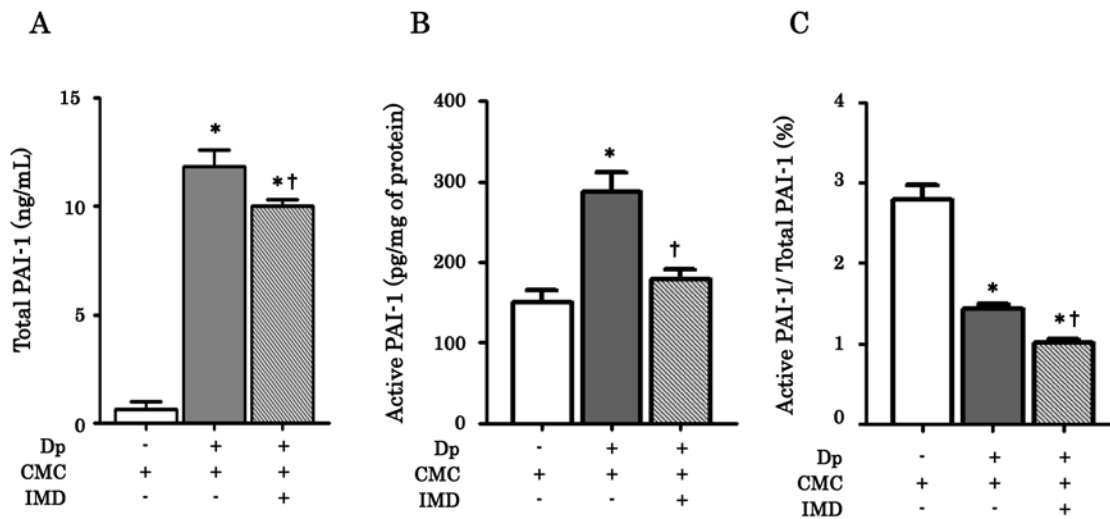 A
B
C
Total PAI-1 (ng/mL)
15
10
5
0
*
*†
Dp - + +
CMC + + +
IMD - - +
Active PAI-1 (pg/mg of protein)
400
300
200
100
0
*
†
Dp - + +
CMC + + +
IMD - - +
Active PAI-1/ Total PAI-1 (%)
4
3
2
1
0
*
*†
Dp - + +
CMC + + +
IMD - - +